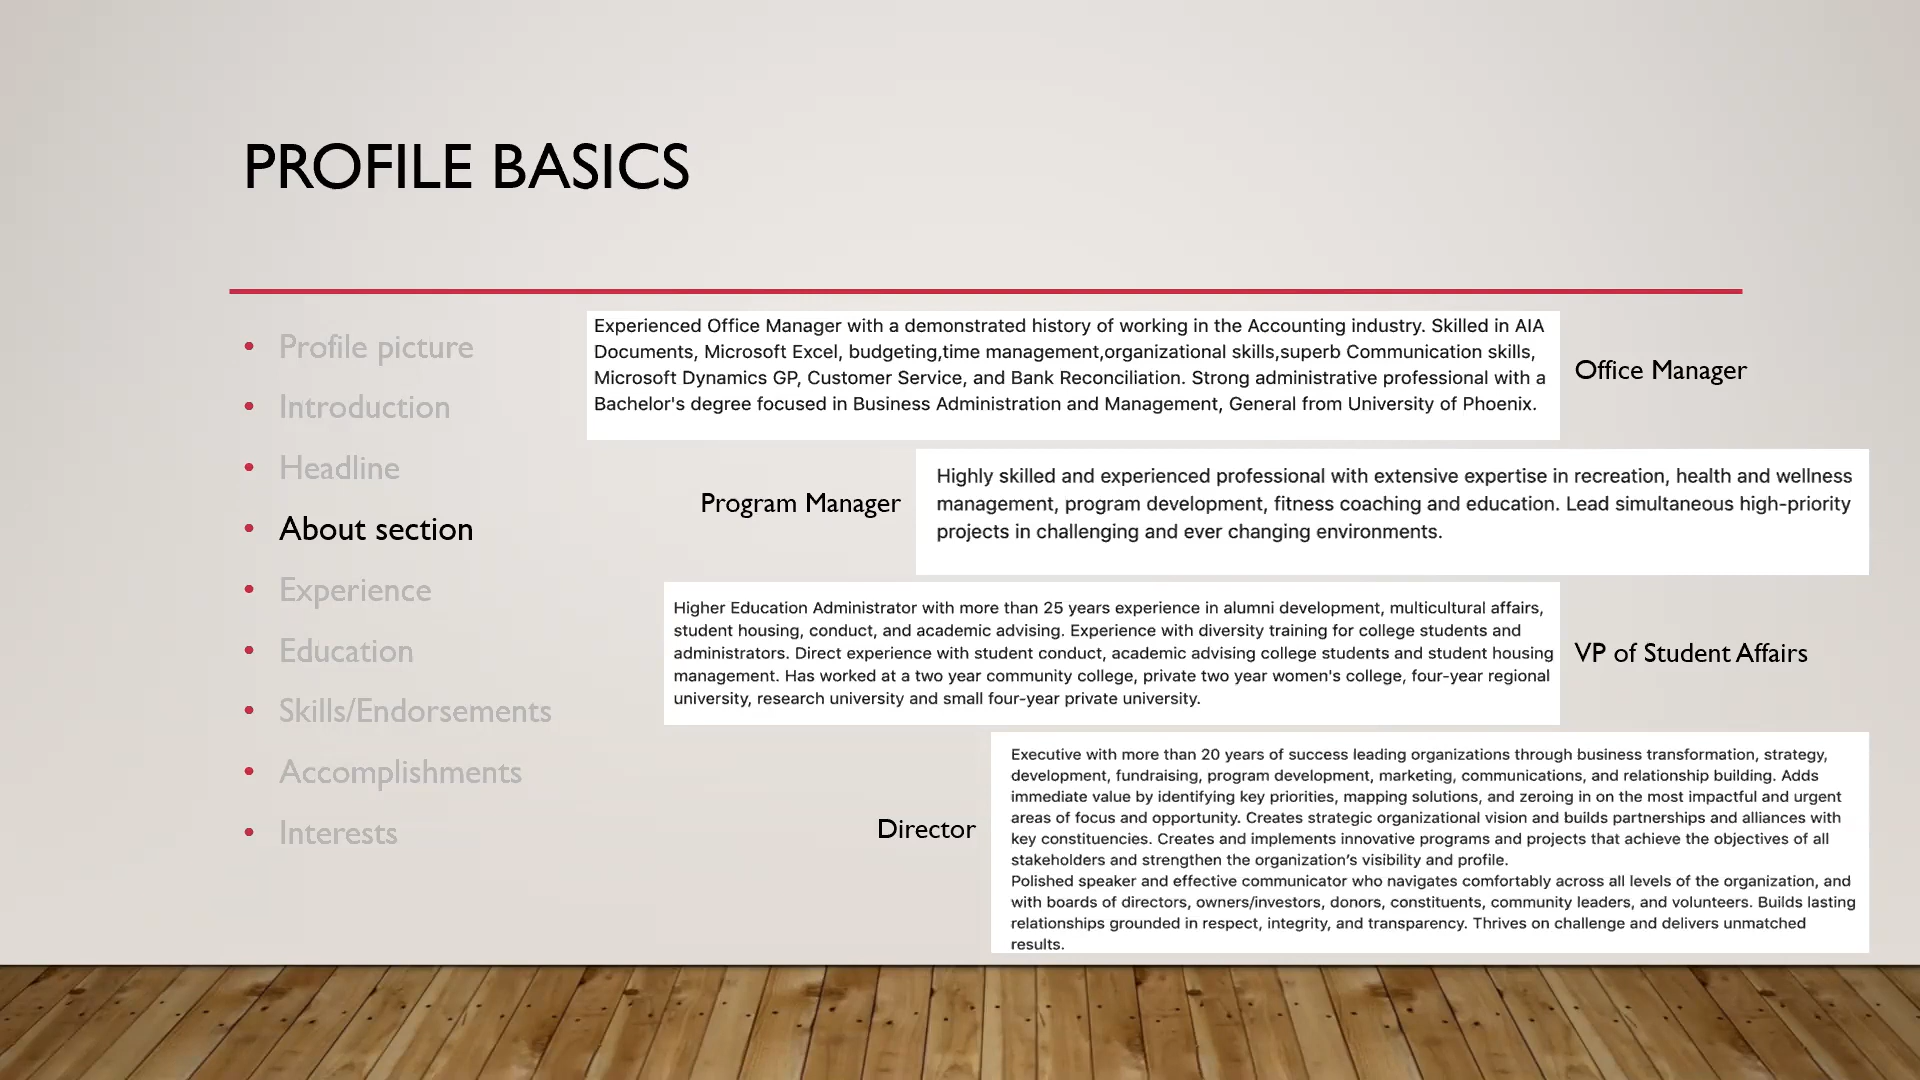 PROFILE BASICS
• Profile picture
• Introduction
• Headline
• About section
• Experience
• Education
• Skills/Endorsements
• Accomplishments
• Interests
Experienced Office Manager with a demonstrated history of working in the Accounting industry. Skilled in AIA
Documents, Microsoft Excel, budgeting,time management,organizational skills,superb Communication skills,
Microsoft Dynamics GP, Customer Service, and Bank Reconciliation. Strong administrative professional with a
Bachelor's degree focused in Business Administration and Management, General from University of Phoenix.
Office Manager
Program Manager
Highly skilled and experienced professional with extensive expertise in recreation, health and wellness
management, program development, fitness coaching and education. Lead simultaneous high-priority
projects in challenging and ever changing environments.
Higher Education Administrator with more than 25 years experience in alumni development, multicultural affairs,
student housing, conduct, and academic advising. Experience with diversity training for college students and
administrators. Direct experience with student conduct, academic advising college students and student housing
management. Has worked at a two year community college, private two year women's college, four-year regional
university, research university and small four-year private university.
VP of Student Affairs
Director
Executive with more than 20 years of success leading organizations through business transformation, strategy,
development, fundraising, program development, marketing, communications, and relationship building. Adds
immediate value by identifying key priorities, mapping solutions, and zeroing in on the most impactful and urgent
areas of focus and opportunity. Creates strategic organizational vision and builds partnerships and alliances with
key constituencies. Creates and implements innovative programs and projects that achieve the objectives of all
stakeholders and strengthen the organization’s visibility and profile.
Polished speaker and effective communicator who navigates comfortably across all levels of the organization, and
with boards of directors, owners/investors, donors, constituents, community leaders, and volunteers. Builds lasting
relationships grounded in respect, integrity, and transparency. Thrives on challenge and delivers unmatched
results.